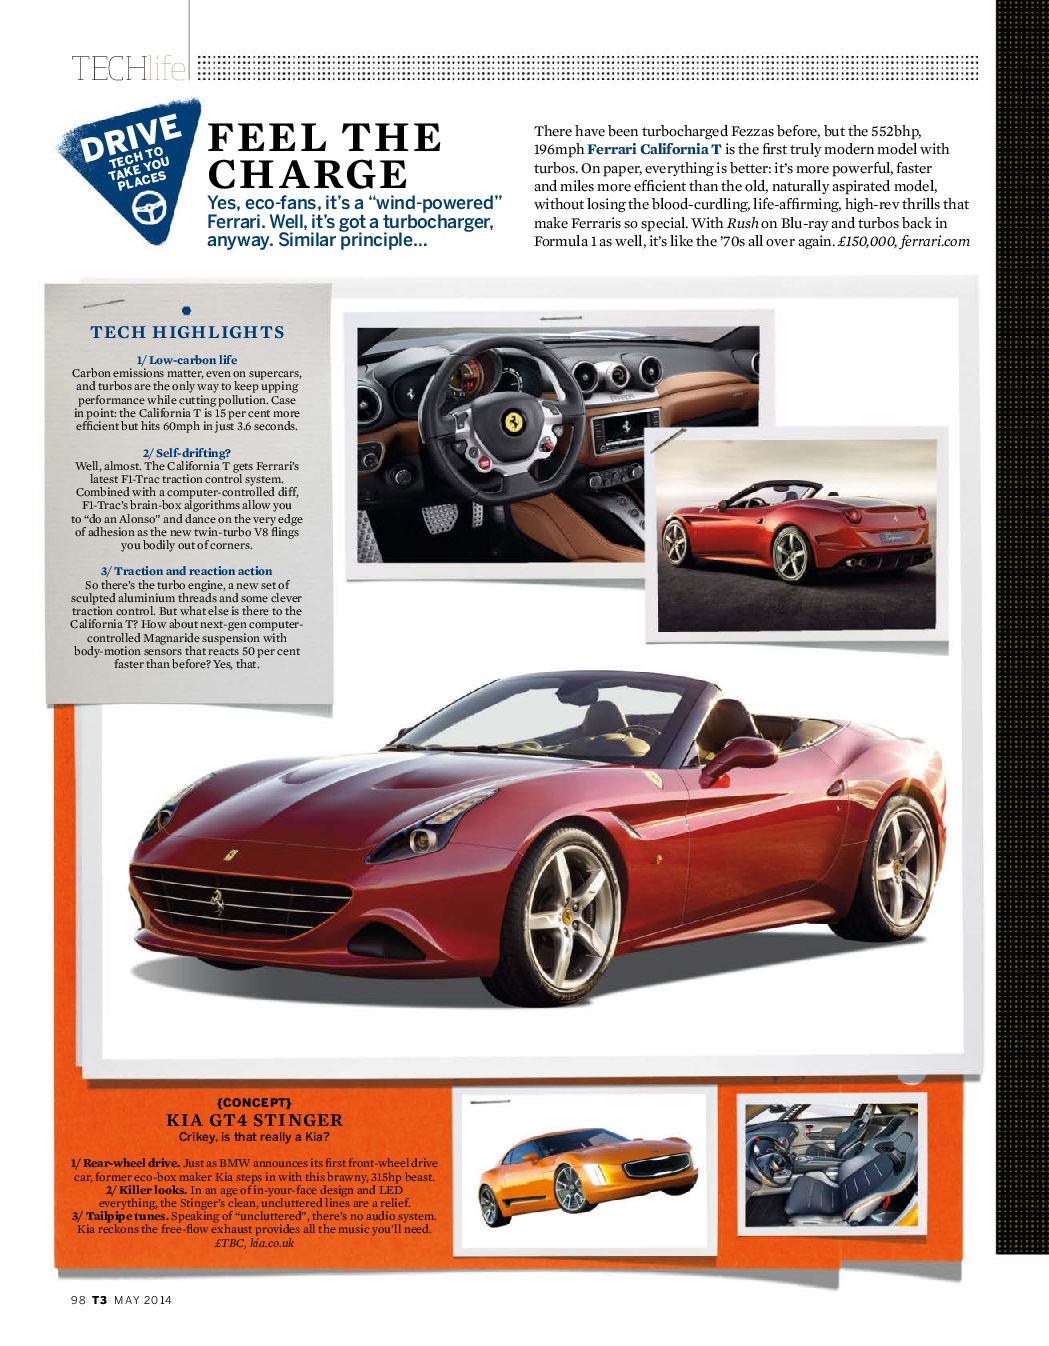 TECHlife
DRIVE
TECH TO
TAKE YOU
PLACES
FEEL THE
CHARGE
Yes, eco-fans, it’s a “wind-powered”
Ferrari. Well, it’s got a turbocharger,
anyway. Similar principle...
There have been turbocharged Fezzas before, but the 552bhp,
196mph Ferrari California T is the first truly modern model with
turbos. On paper, everything is better: it’s more powerful, faster
and miles more efficient than the old, naturally aspirated model,
without losing the blood-curdling, life-affirming, high-rev thrills that
make Ferraris so special. With Rush on Blu-ray and turbos back in
Formula 1 as well, it’s like the ’70s all over again. £150,000, ferrari.com
TECH HIGHLIGHTS
1/ Low-carbon life
Carbon emissions matter, even on supercars,
and turbos are the only way to keep upping
performance while cutting pollution. Case
in point: the California T is 15 per cent more
efficient but hits 60mph in just 3.6 seconds.
2/ Self-drifting?
Well, almost. The California T gets Ferrari’s
latest F1-Trac traction control system.
Combined with a computer-controlled diff,
F1-Trac’s brain-box algorithms allow you
to “do an Alonso” and dance on the very edge
of adhesion as the new twin-turbo V8 flings
you bodily out of corners.
3/ Traction and reaction action
So there’s the turbo engine, a new set of
sculpted aluminium threads and some clever
traction control. But what else is there to the
California T? How about next-gen computer-
controlled Magnaride suspension with
body-motion sensors that reacts 50 per cent
faster than before? Yes, that.
{CONCEPT}
KIA GT4 STINGER
Crikey, is that really a Kia?
1/ Rear-wheel drive. Just as BMW announces its first front-wheel drive
car, former eco-box maker Kia steps in with this brawny, 315hp beast.
2/ Killer looks. In an age of in-your-face design and LED
everything, the Stinger’s clean, uncluttered lines are a relief.
3/ Tailpipe tunes. Speaking of “uncluttered”, there’s no audio system.
Kia reckons the free-flow exhaust provides all the music you’ll need.
£TBC, kia.co.uk
98 T3 MAY 2014